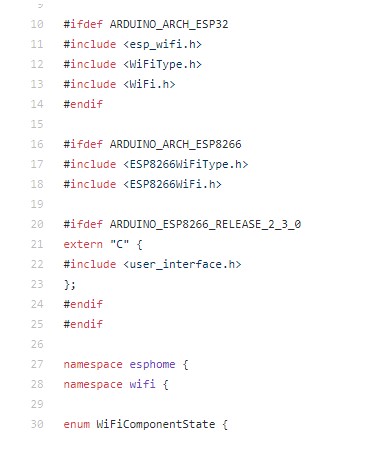 9
10 #ifdef ARDUINO_ARCH_ESP32
11 #include <esp_wifi.h>
12 #include <WiFiType.h>
13 #include <WiFi.h>
14 #endif
15
16 #ifdef ARDUINO_ARCH_ESP8266
17 #include <ESP8266WiFiType.h>
18 #include <ESP8266WiFi.h>
19
20 #ifdef ARDUINO_ESP8266_RELEASE_2_3_0
21 extern "C" {
22 #include <user_interface.h>
23 };
24 #endif
25 #endif
26
27 namespace esphome {
28 namespace wifi {
29
30 enum WiFiComponentState {